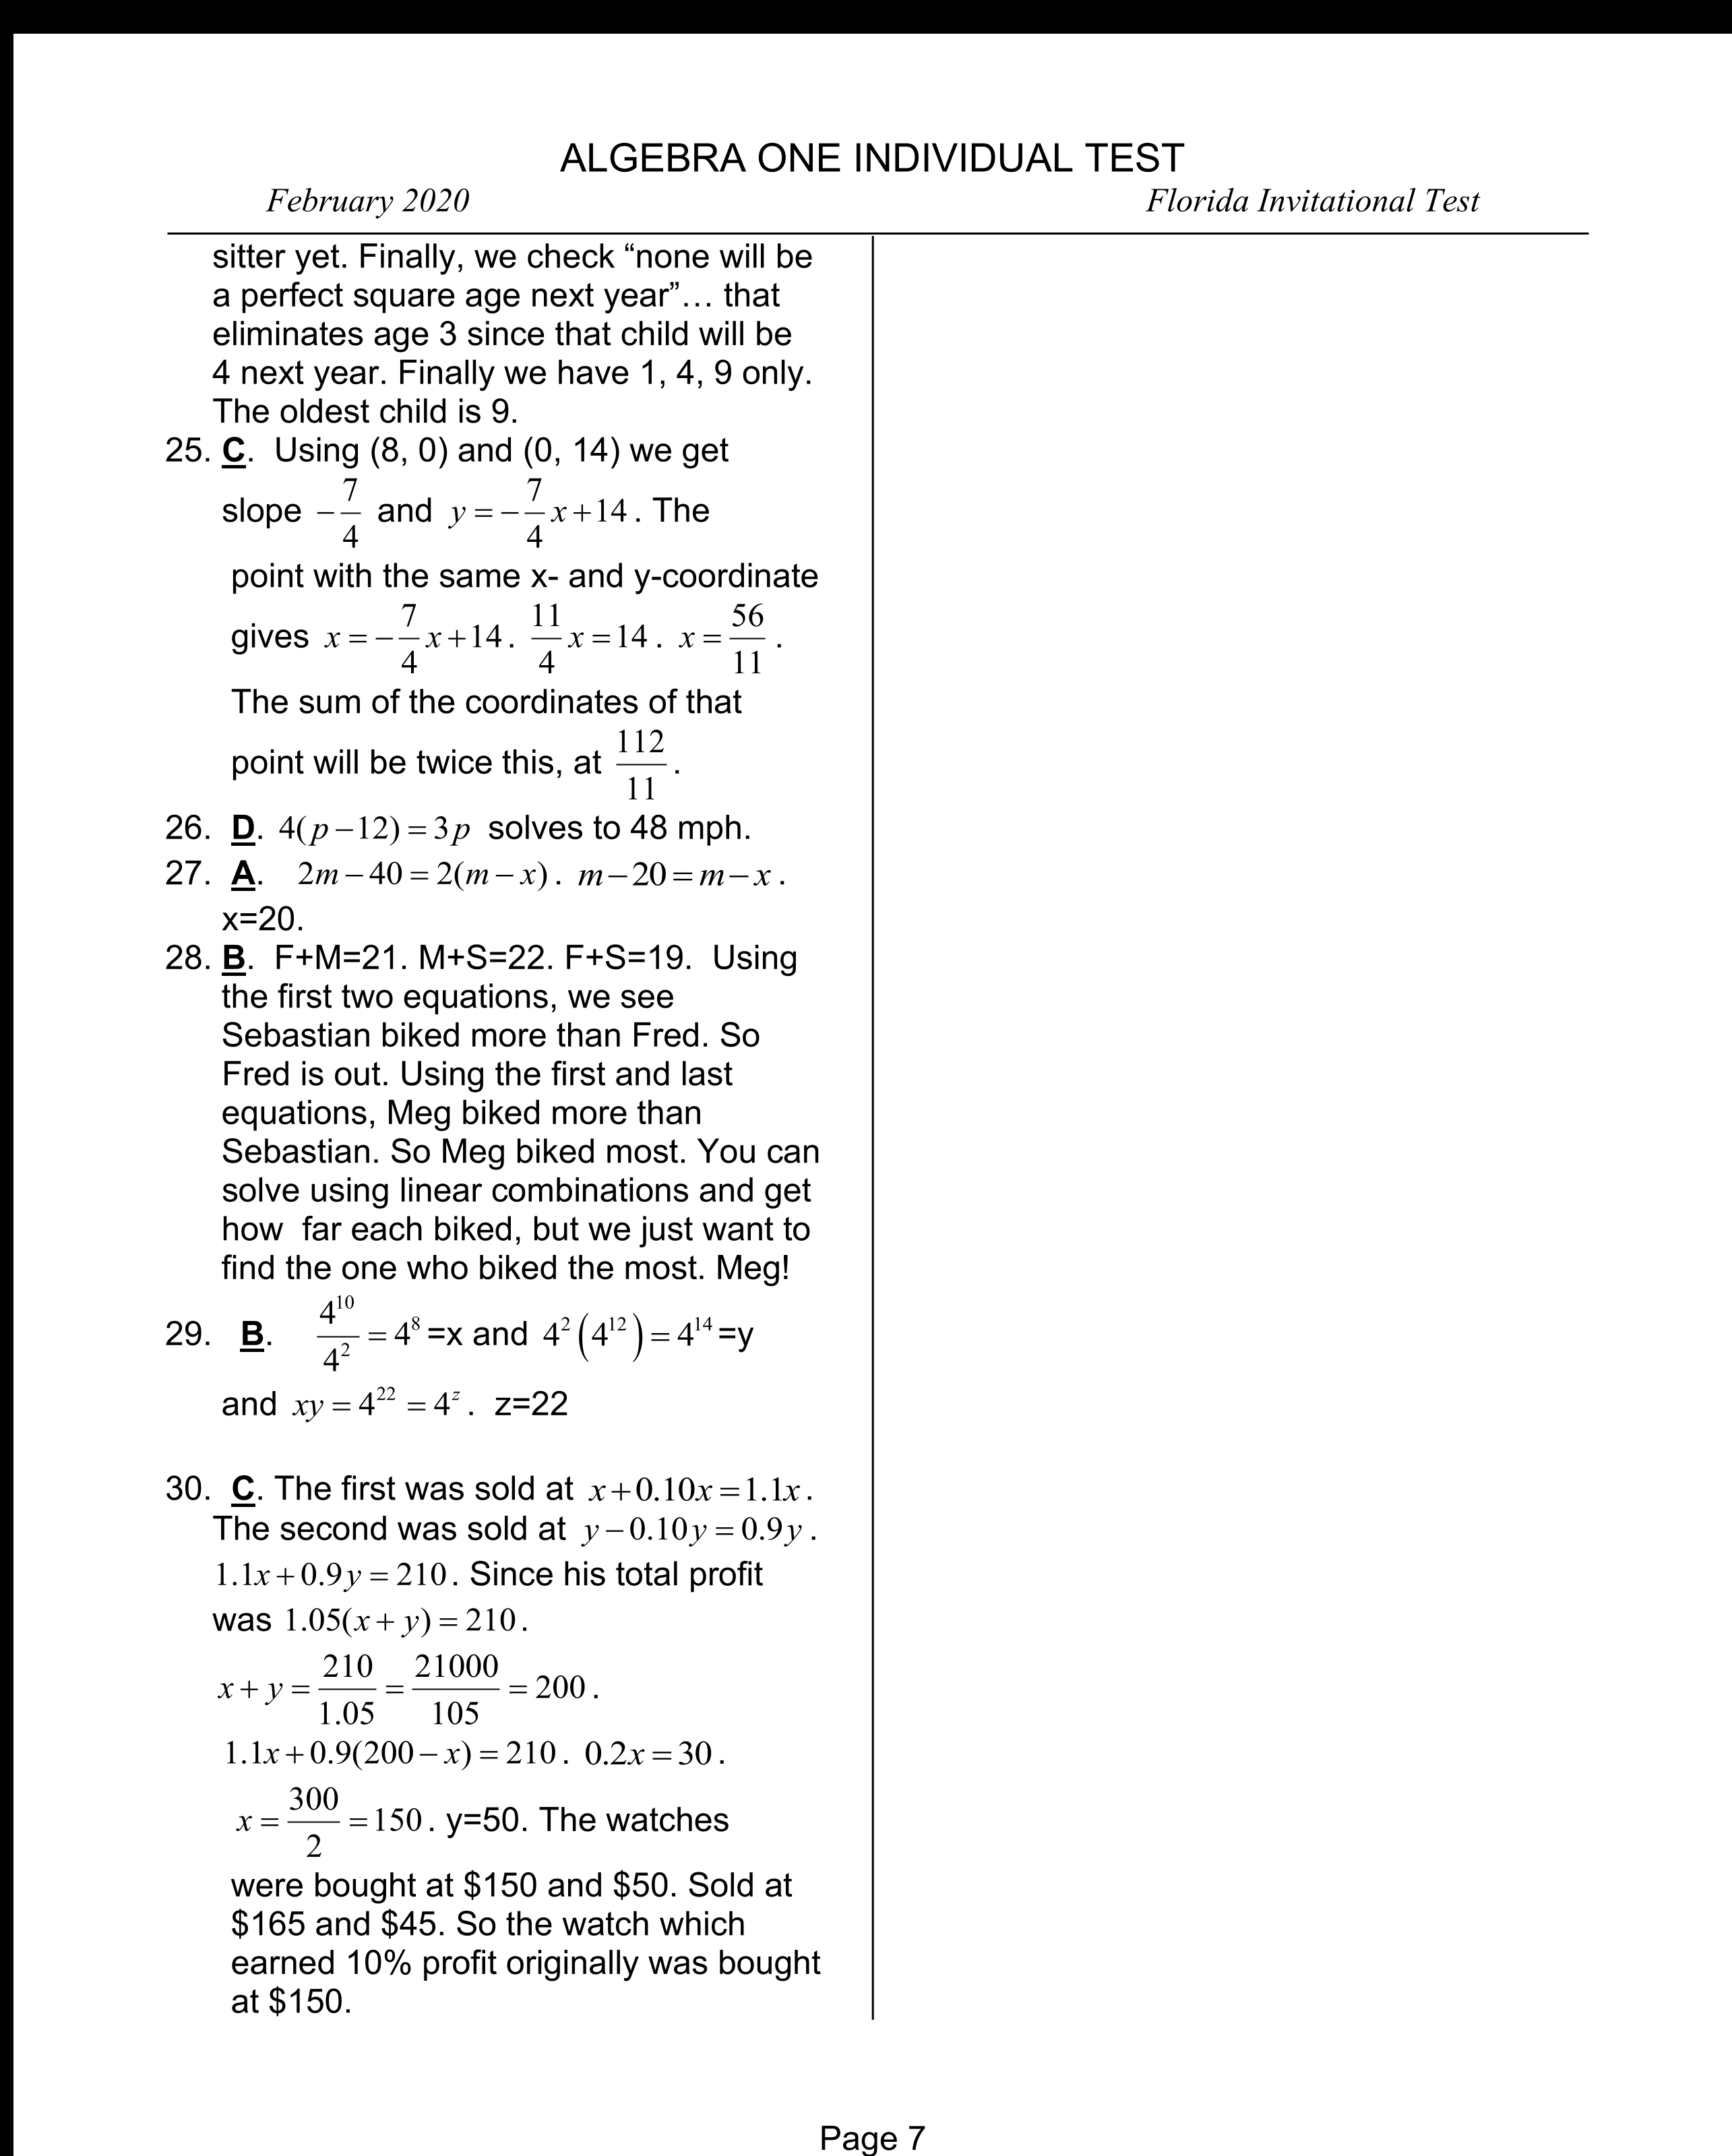 ALGEBRA ONE INDIVIDUAL TEST
February 2020 Florida Invitational Test
sitter yet. Finally, we check “none will be
a perfect square age next year”… that
eliminates age 3 since that child will be
4 next year. Finally we have 1, 4, 9 only.
The oldest child is 9.
25. C. Using (8, 0) and (0, 14) we get
slope −7/4 and y = −7/4 x + 14. The
point with the same x- and y-coordinate
gives x = −7/4 x + 14. 11/4 x = 14. x = 56/11.
The sum of the coordinates of that
point will be twice this, at 112/11.
26. D. 4(p − 12) = 3p solves to 48 mph.
27. A. 2m − 40 = 2(m − x). m − 20 = m − x.
x=20.
28. B. F+M=21. M+S=22. F+S=19. Using
the first two equations, we see
Sebastian biked more than Fred. So
Fred is out. Using the first and last
equations, Meg biked more than
Sebastian. So Meg biked most. You can
solve using linear combinations and get
how far each biked, but we just want to
find the one who biked the most. Meg!
29. B. 4^10/4^2 = 4^8 =x and 4^2(4^12) = 4^14 =y
and xy = 4^22 = 4^z. z=22
30. C. The first was sold at x + 0.10x = 1.1x.
The second was sold at y − 0.10y = 0.9y.
1.1x + 0.9y = 210. Since his total profit
was 1.05(x + y) = 210.
x + y = 210/1.05 = 21000/105 = 200.
1.1x + 0.9(200 − x) = 210. 0.2x = 30.
x = 300/2 = 150. y=50. The watches
were bought at $150 and $50. Sold at
$165 and $45. So the watch which
earned 10% profit originally was bought
at $150.
Page 7